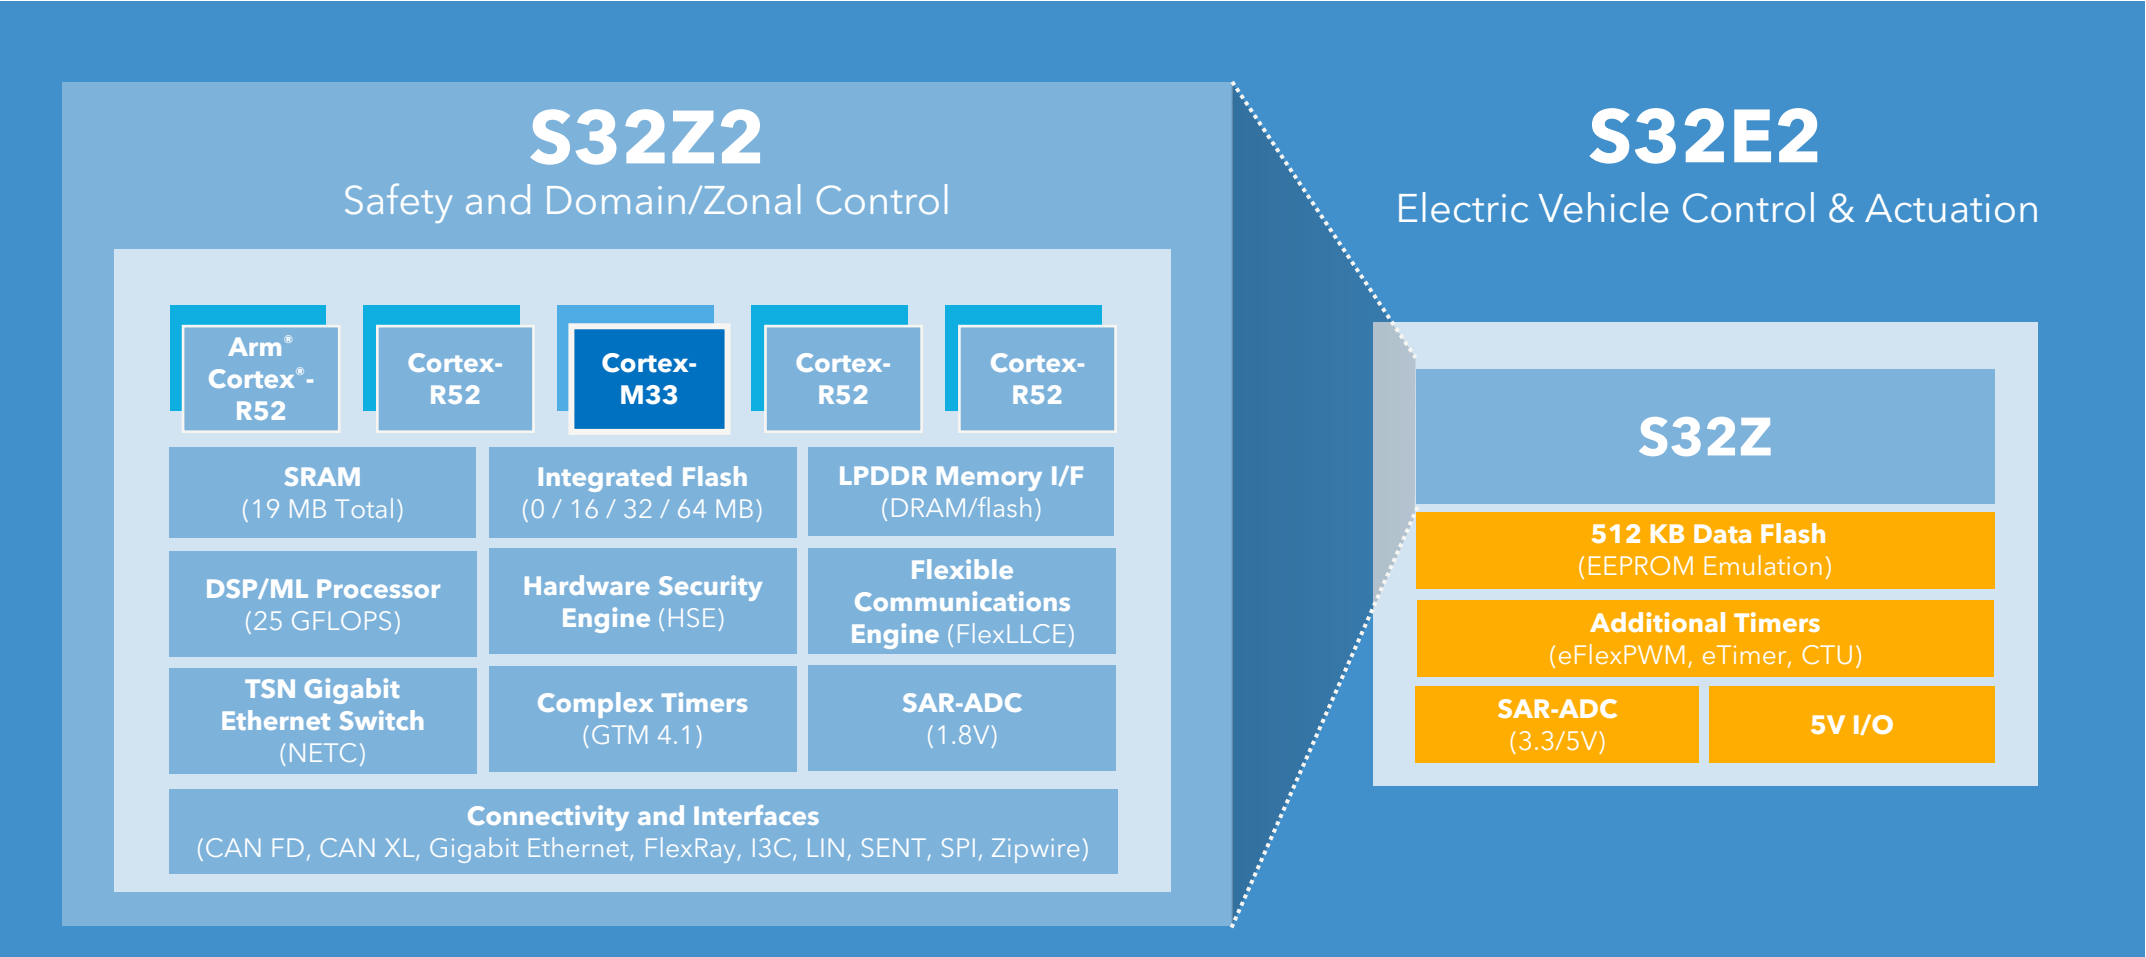 S32Z2
Safety and Domain/Zonal Control
Arm®
Cortex®-
R52
Cortex-
R52
Cortex-
M33
Cortex-
R52
Cortex-
R52
SRAM
(19 MB Total)
Integrated Flash
(0 / 16 / 32 / 64 MB)
LPDDR Memory I/F
(DRAM/flash)
DSP/ML Processor
(25 GFLOPS)
Hardware Security
Engine (HSE)
Flexible
Communications
Engine (FlexLLCE)
TSN Gigabit
Ethernet Switch
(NETC)
Complex Timers
(GTM 4.1)
SAR-ADC
(1.8V)
Connectivity and Interfaces
(CAN FD, CAN XL, Gigabit Ethernet, FlexRay, I3C, LIN, SENT, SPI, Zipwire)
S32E2
Electric Vehicle Control & Actuation
S32Z
512 KB Data Flash
(EEPROM Emulation)
Additional Timers
(eFlexPWM, eTimer, CTU)
SAR-ADC
(3.3/5V)
5V I/O